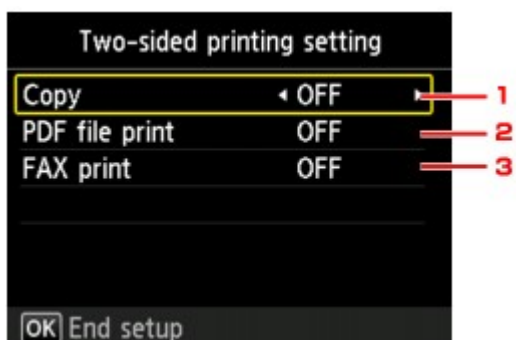 Two-sided printing setting
Copy ◂ OFF ▸ 1
PDF file print OFF 2
FAX print OFF 3
OK End setup